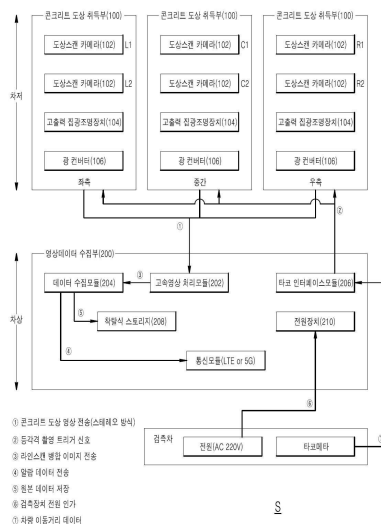 콘크리트 도상 취득부(100)
콘크리트 도상 취득부(100)
콘크리트 도상 취득부(100)
도상스캔 카메라(102)
L1
도상스캔 카메라(102)
C1
도상스캔 카메라(102)
R1
도상스캔 카메라(102)
L2
도상스캔 카메라(102)
C2
도상스캔 카메라(102)
R2
차저
고출력 집광조명장치(104)
고출력 집광조명장치(104)
고출력 집광조명장치(104)
광 컨버터(106)
광 컨버터(106)
광 컨버터(106)
좌측
중간
우측
①
②
영상데이터 수집부(200)
데이터 수집모듈(204)
③
고속영상 처리모듈(202)
타코 인터페이스모듈(206)
차상
⑤
착탈식 스토리지(208)
전원장치(210)
④
통신모듈(LTE or 5G)
⑥
① 콘크리트 도상 영상 전송(스테레오 방식)
② 등간격 촬영 트리거 신호
③ 라인스캔 병합 이미지 전송
④ 알람 데이터 전송
⑤ 원본 데이터 저장
⑥ 검측장치 전원 인가
⑦ 차량 이동거리 데이터
검측차
전원(AC 220V)
타코메타
⑦
S